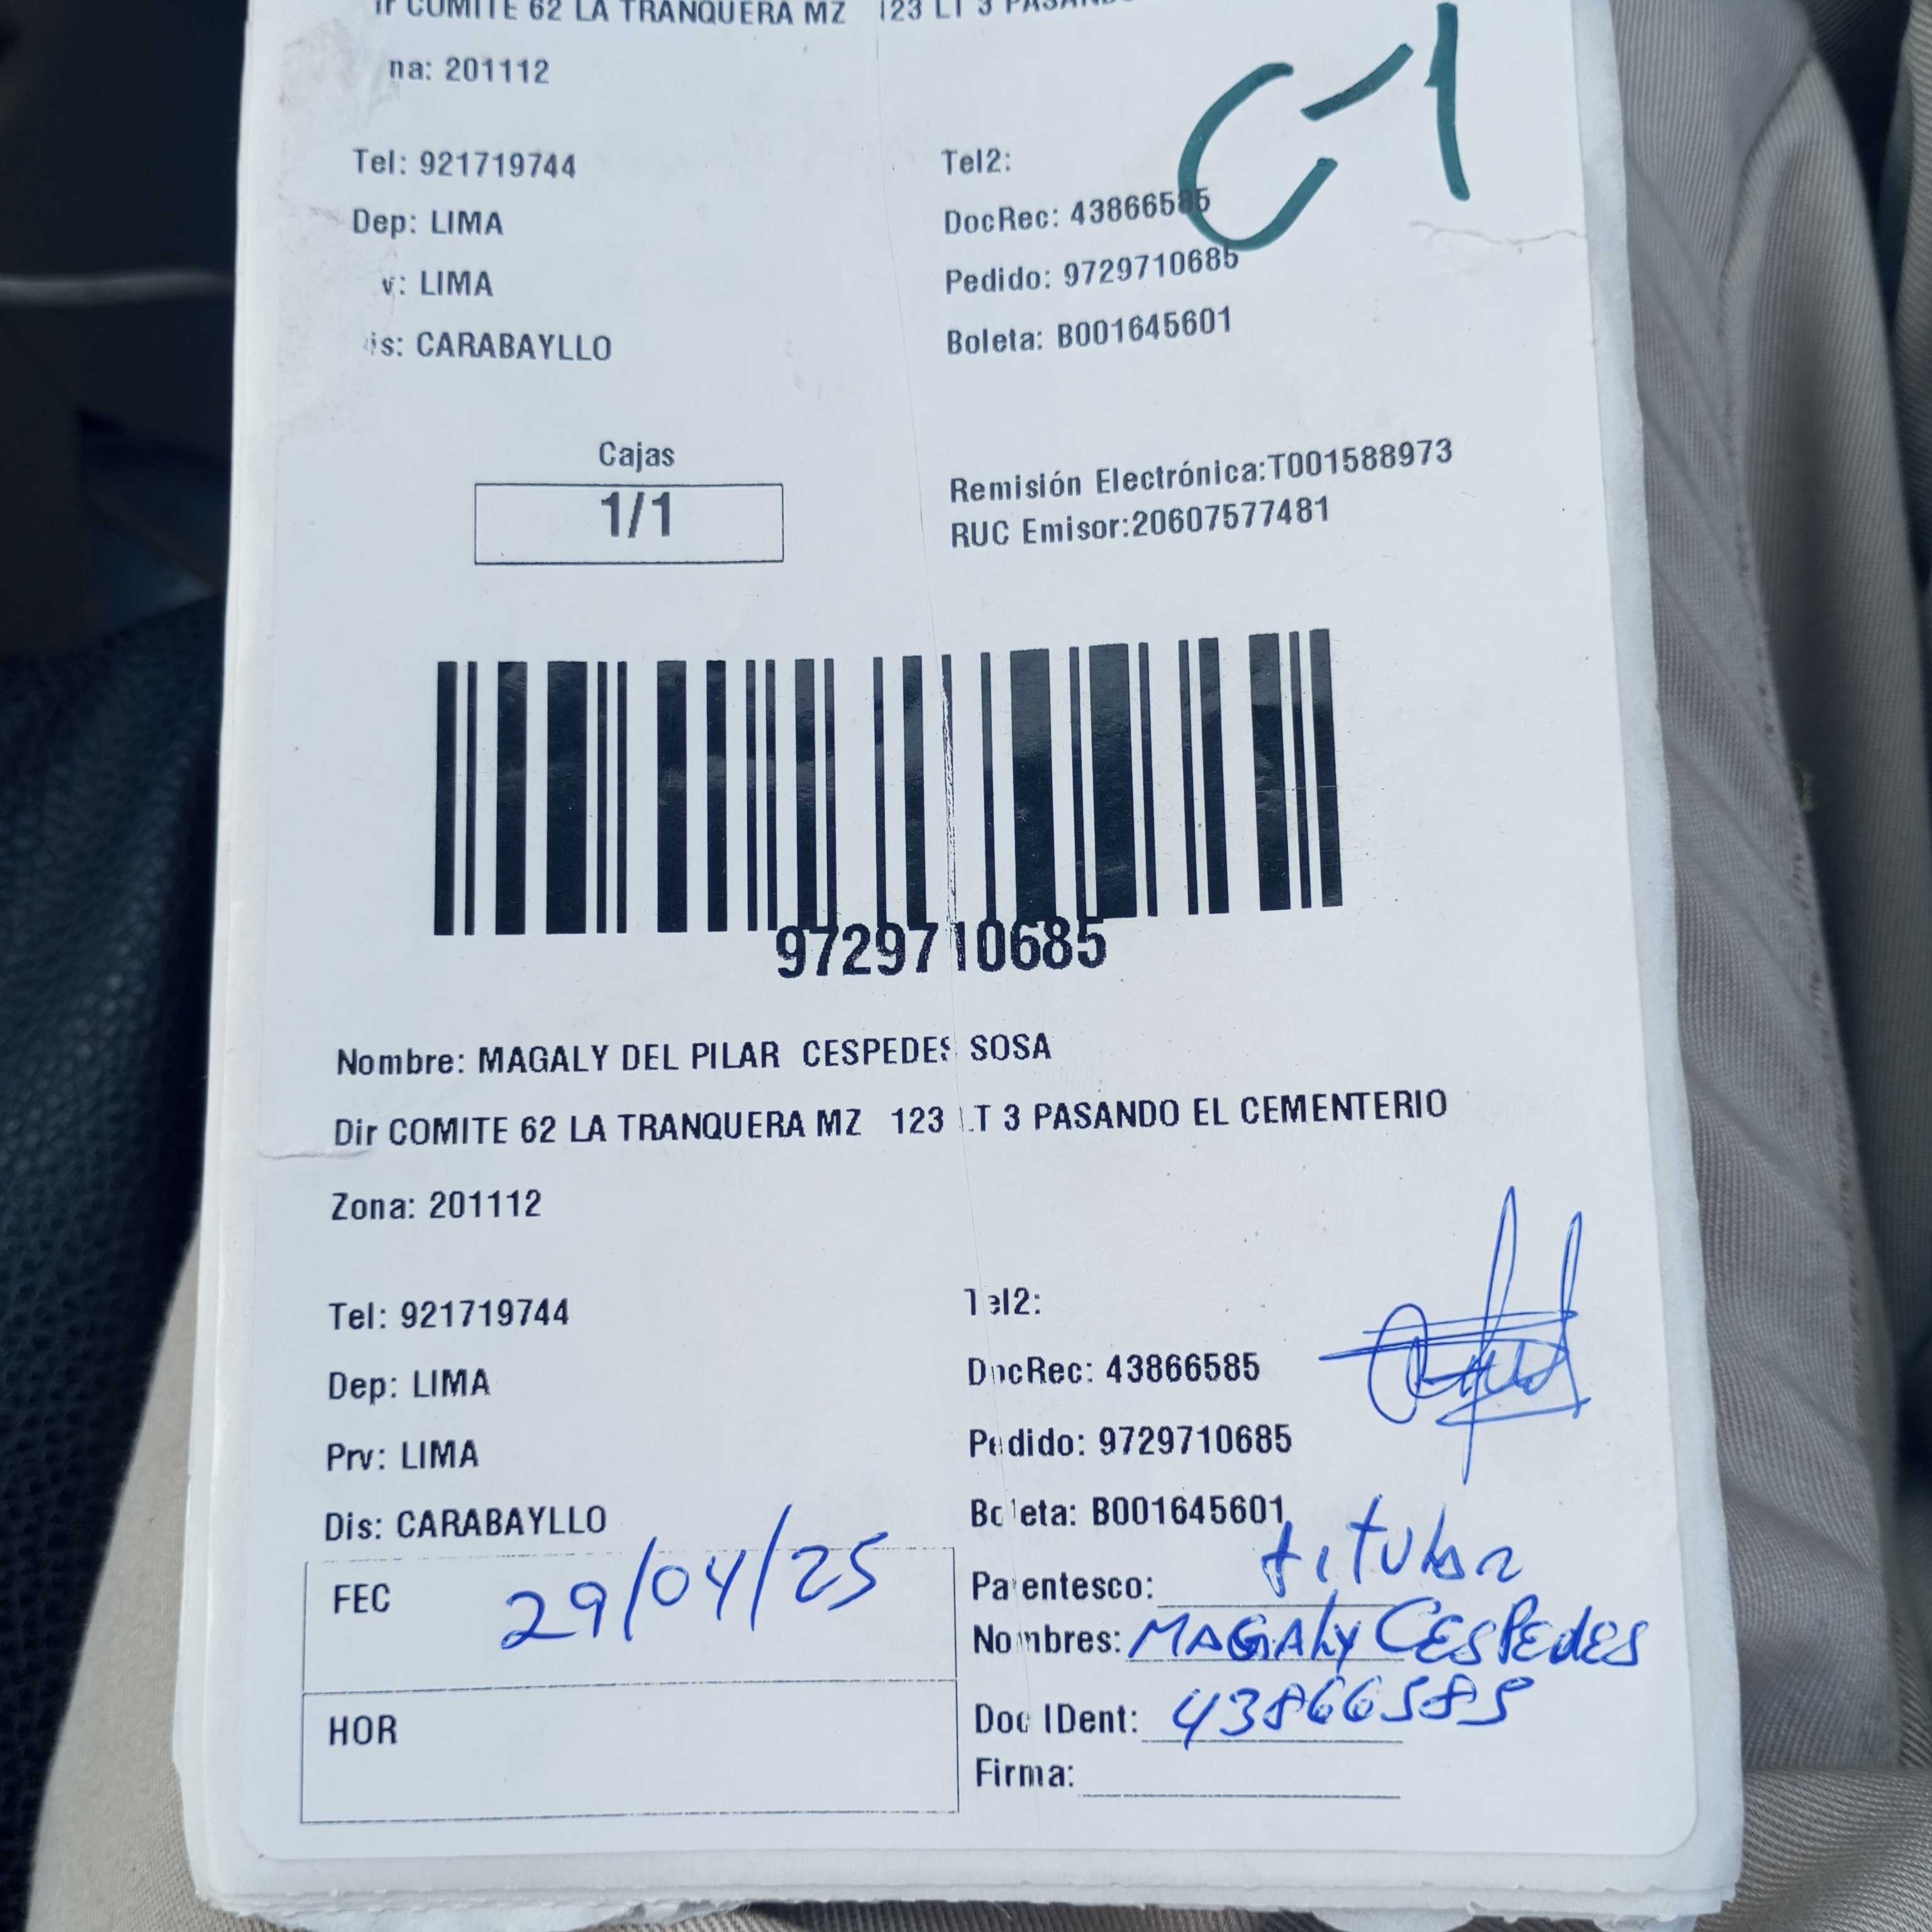 COMITE 62 LA TRANQUERA MZ 123 LT 3
na: 201112
C-1
Tel: 921719744
Tel2:
Dep: LIMA
DocRec: 43866585
v: LIMA
Pedido: 9729710685
is: CARABAYLLO
Boleta: B001645601
Cajas
1/1
Remisión Electrónica:T001588973
RUC Emisor:20607577481
9729710685
Nombre: MAGALY DEL PILAR CESPEDES SOSA
Dir COMITE 62 LA TRANQUERA MZ 123 LT 3 PASANDO EL CEMENTERIO
Zona: 201112
Tel: 921719744
Tel2:
Dep: LIMA
DocRec: 43866585
Prv: LIMA
Pedido: 9729710685
Dis: CARABAYLLO
Boleta: B001645601
FEC 29/04/25
Parentesco: titular
Nombres: MAGALY CESPEDES
HOR
Doc IDent: 43866585
Firma: